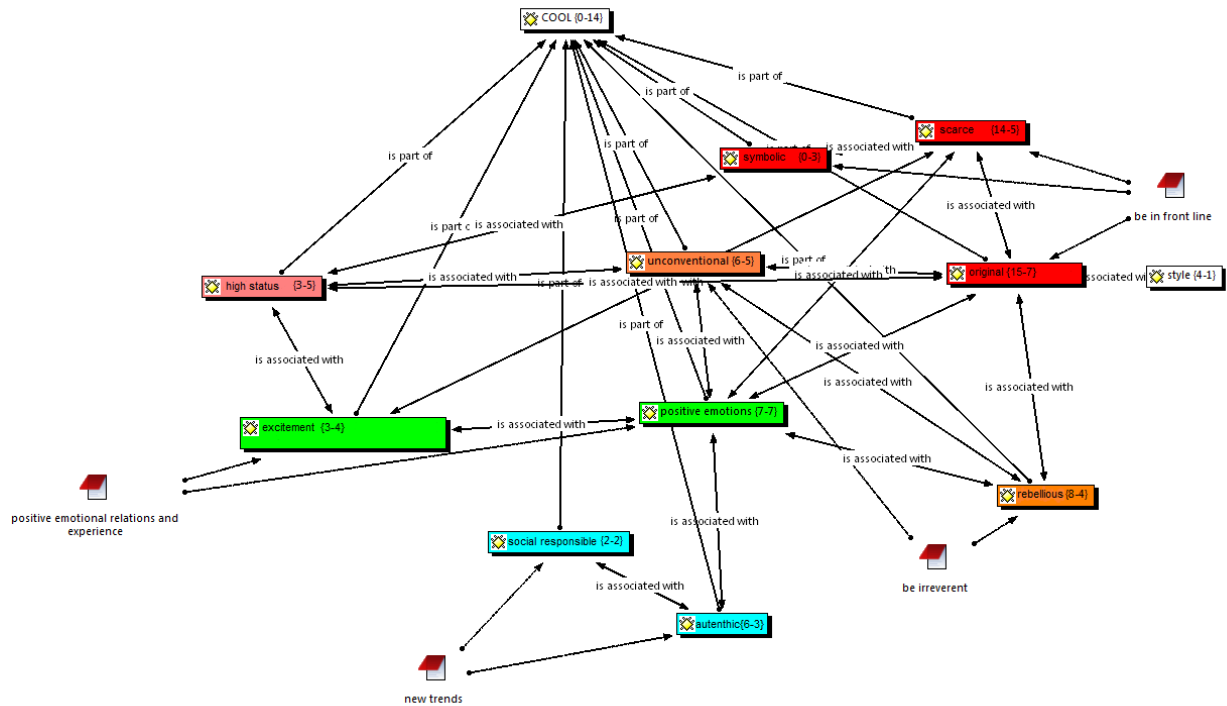 COOL {0-14}
is part of
is part of
scarce {14-5}
is part of
is associated with
symbolic {0-3}
is part of
be in front line
is associated with
is part of
is associated with
is part of
unconventional {6-5}
is part of
original {15-7}
style {4-1}
high status {3-5}
is associated with
is associated with
is part of
is associated with
is part of
is associated with
is associated with
is associated with
is associated with
is associated with
positive emotions {7-7}
excitement {3-4}
is associated with
is associated with
rebellious {8-4}
positive emotional relations and
experience
is associated with
social responsible {2-2}
is associated with
be irreverent
autenthic{6-3}
new trends